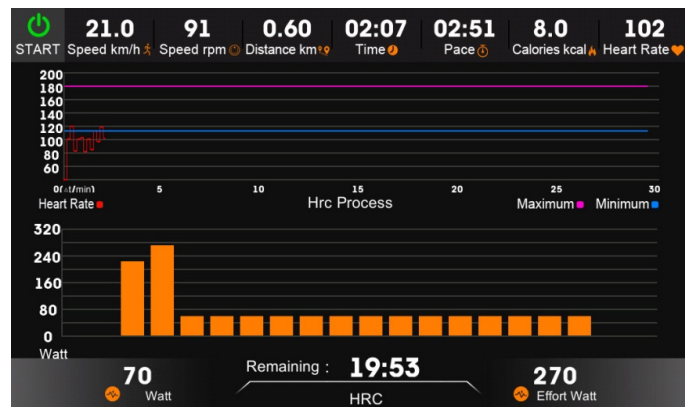 21.0 91 0.60 02:07 02:51 8.0 102
START Speed km/h Speed rpm Distance km Time Pace Calories kcal Heart Rate
200
180
160
140
120
100
80
60
0(t/min) 5 10 15 20 25 30
Heart Rate Hrc Process Maximum Minimum
320
240
160
80
0
Watt
70 Remaining : 19:53 270
Watt HRC Effort Watt